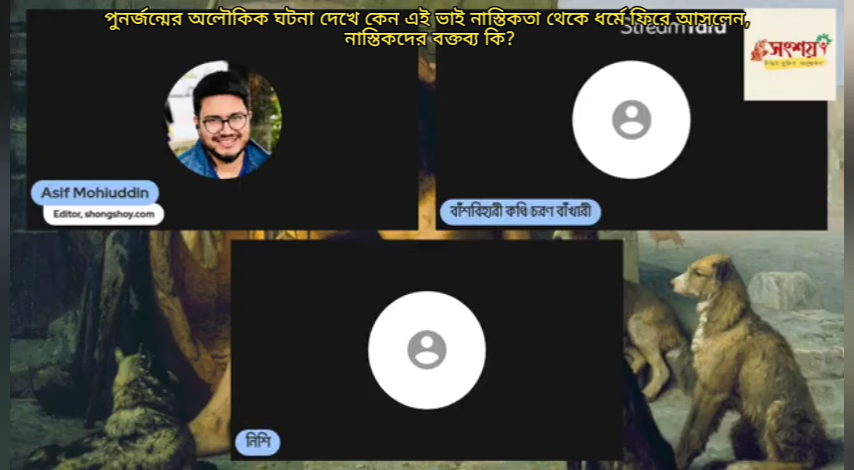 পুনর্জন্মের অলৌকিক ঘটনা দেখে কেন এই ভাই নাস্তিকতা থেকে ধর্মে ফিরে আসলেন,
নাস্তিকদের বক্তব্য কি?
StreamYard
সংশয়
Asif Mohiuddin
Editor, shongshoy.com
বাঁশবিহারী কঞ্চি চরণ বাঁখারী
নিশি